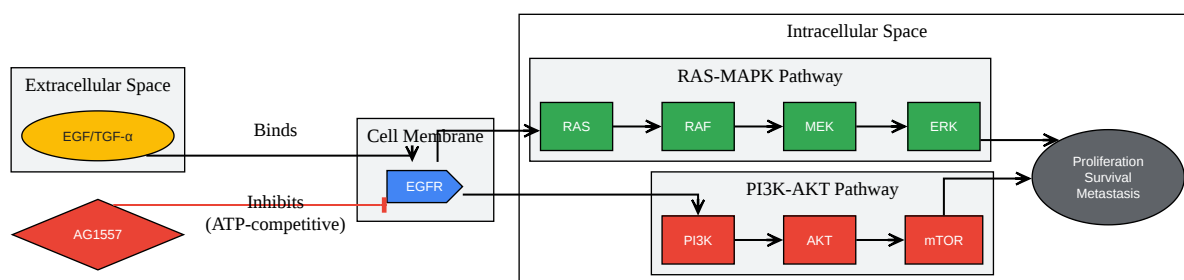 Intracellular Space
Extracellular Space
RAS-MAPK Pathway
EGF/TGF-α
Binds
Cell Membrane
RAS
RAF
MEK
ERK
EGFR
Proliferation
Survival
Metastasis
PI3K-AKT Pathway
AG1557
Inhibits
(ATP-competitive)
PI3K
AKT
mTOR